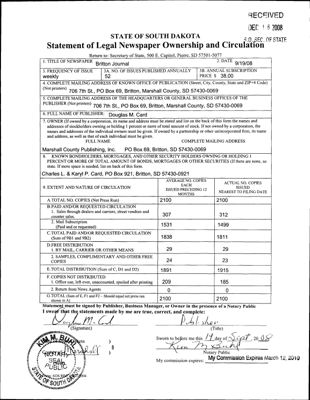 RECEIVED
DEC 15 2008
S.D. SEC. OF STATE
STATE OF SOUTH DAKOTA
Statement of Legal Newspaper Ownership and Circulation
Return to: Secretary of State, 500 E. Capitol, Pierre, SD 57501-5077
1. TITLE OF NEWSPAPER Britton Journal
2. DATE 9/19/08
3. FREQUENCY OF ISSUE
weekly
3A. NO. OF ISSUES PUBLISHED ANNUALLY
52
3B. ANNUAL SUBSCRIPTION
PRICE $ 38.00
4. COMPLETE MAILING ADDRESS OF KNOWN OFFICE OF PUBLICATION (Street, City, County, State and ZIP+4 Code)
(Not printers) 706 7th St., PO Box 69, Britton, Marshall County, SD 57430-0069
5. COMPLETE MAILING ADDRESS OF THE HEADQUARTERS OR GENERAL BUSINESS OFFICES OF THE
PUBLISHER (Not printer) 706 7th St., PO Box 69, Britton, Marshall County, SD 57430-0069
6. FULL NAME OF PUBLISHER Douglas M. Card
7. OWNER (If owned by a corporation, its name and address must be stated and must be listed on the back of this form the names and
addresses of stockholders owning or holding 1 percent or more of total amount of stock. If not owned by a corporation, the
names and addresses of the individual owners must be given. If owned by a partnership or other unincorporated firm, its name
and address, as well as that of each individual must be given.
FULL NAME
COMPLETE MAILING ADDRESS
Marshall County Publishing, Inc. PO Box 69, Britton, SD 57430-0069
8. KNOWN BONDHOLDERS, MORTGAGEES, AND OTHER SECURITY HOLDERS OWNING OR HOLDING 1
PERCENT OR MORE OF TOTAL AMOUNT OF BONDS, MORTGAGES OR OTHER SECURITIES (If there are none, so
state. If more space is needed, list on back of this form.
Charles L. & Karyl P. Card, PO Box 921, Britton, SD 57430-0921
9. EXTENT AND NATURE OF CIRCULATION
AVERAGE NO. COPIES
EACH
ISSUED PRECEDING 12
MONTHS
ACTUAL NO. COPIES
ISSUED
NEAREST TO FILING DATE
A. TOTAL NO. COPIES (Net Press Run) 2100 2100
B. PAID AND/OR REQUESTED CIRCULATION
1. Sales through dealers and carriers, street vendors and
counter sales. 307 312
2. Mail Subscription
(Paid and or requested) 1531 1499
C. TOTAL PAID AND/OR REQUESTED CIRCULATION
(Sum of 9B1 and 9B2) 1838 1811
D. FREE DISTRIBUTION
1. BY MAIL, CARRIER OR OTHER MEANS 29 29
2. SAMPLES, COMPLIMENTARY AND OTHER FREE
COPIES 24 23
E. TOTAL DISTRIBUTION (Sum of C, D1 and D2) 1891 1915
F. COPIES NOT DISTRIBUTED
1. Office use, left over, unaccounted, spoiled after printing 209 185
2. Return from News Agents 0 0
G. TOTAL (Sum of E, F1 and F2 - Should equal net press run
shown in A) 2100 2100
Statement must be signed by Publisher, Business Manager, or Owner in the presence of a Notary Public
I swear that the statements made by me are true, correct, and complete:
Douglas M. Card
Publisher
(Signature)
(Title)
Sworn to before me this 19 day of Sept. 2008
Kim M.
Notary Public
My commission expires: My Commission Expires March 12, 2010
KIM M.
NOTARY
SEAL
PUBLIC
SOUTH DAKOTA